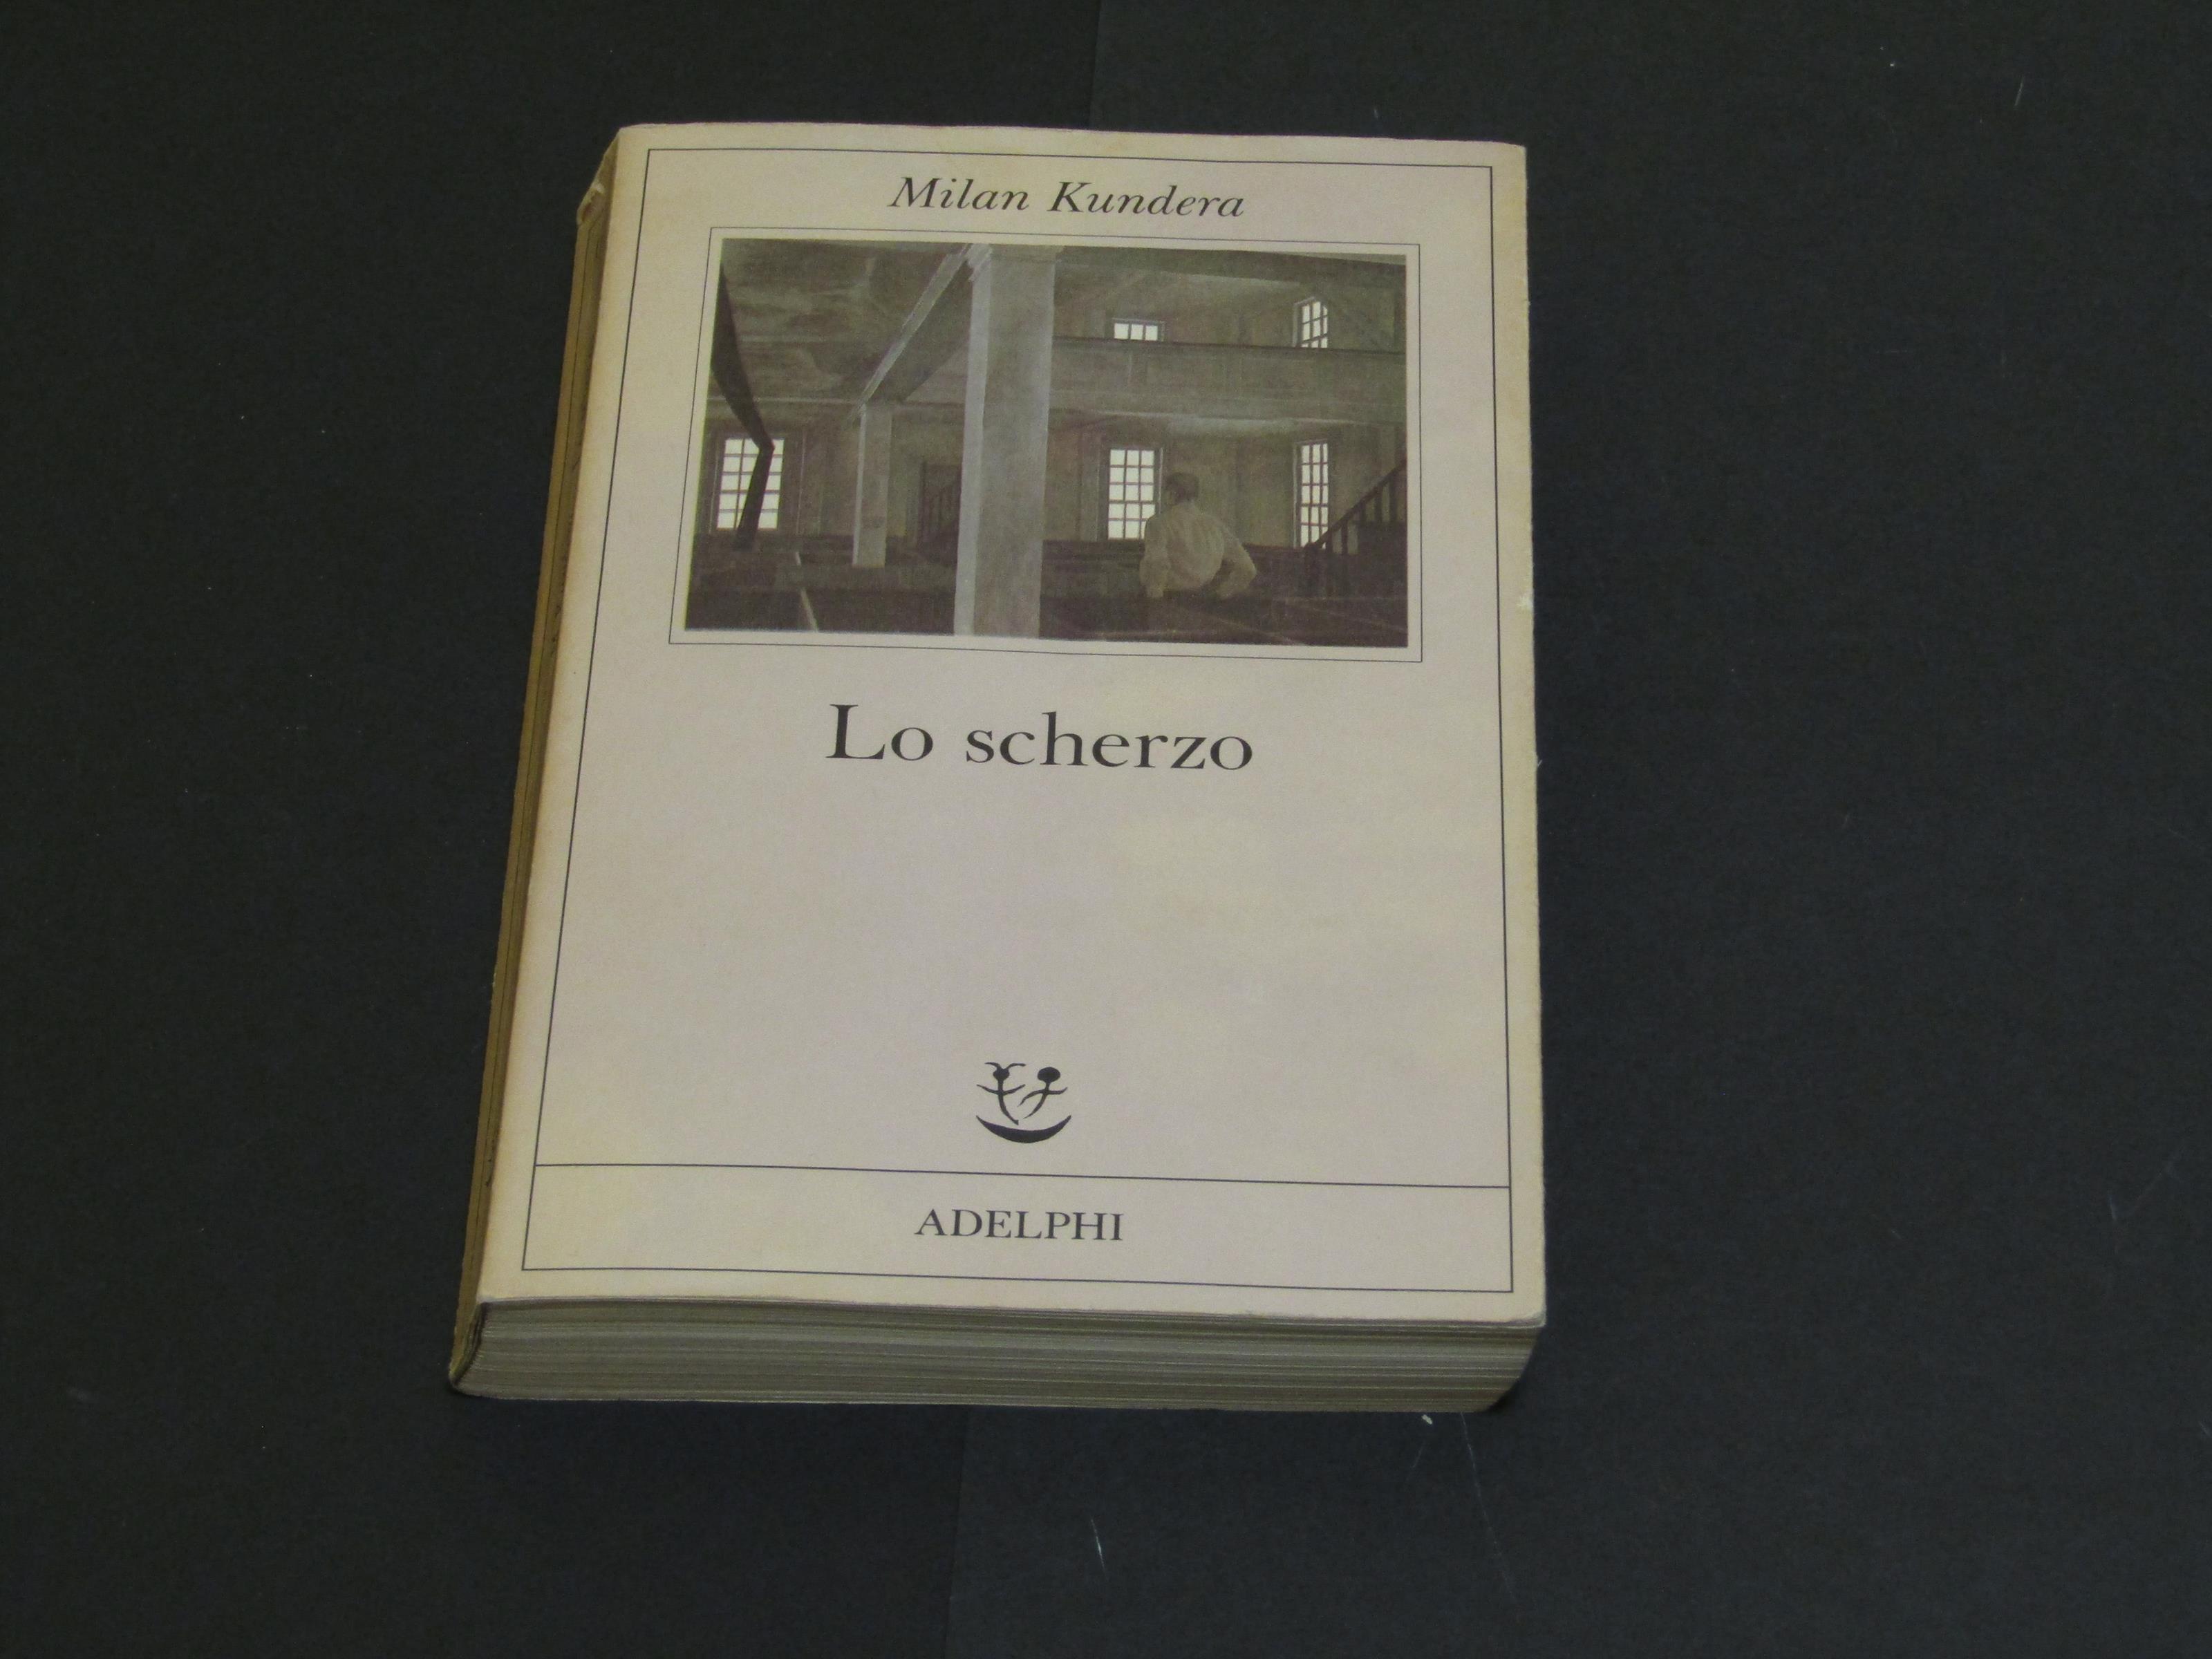 Milan Kundera
Lo scherzo
ADELPHI